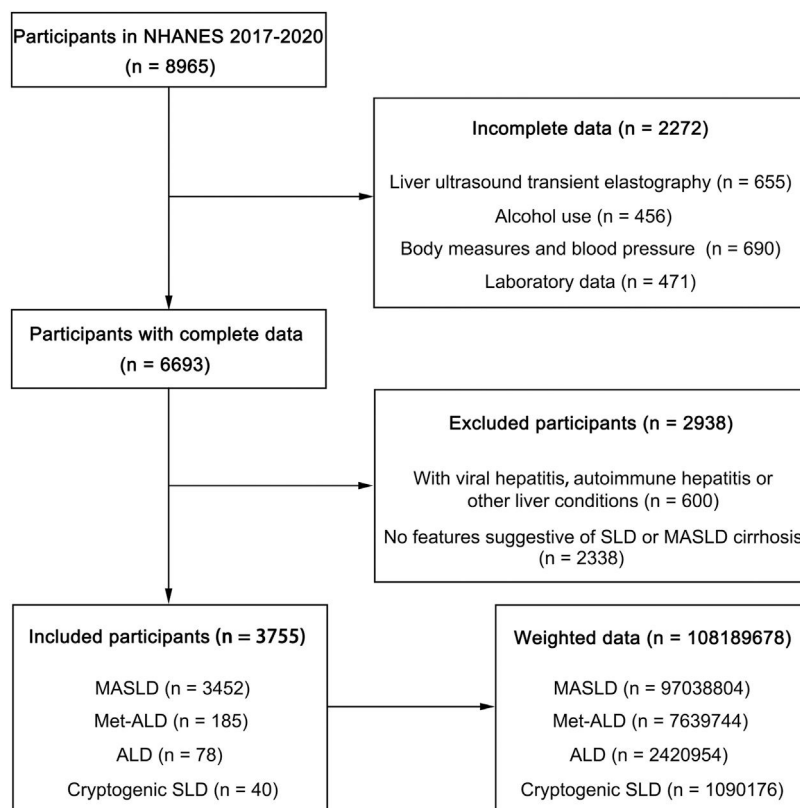 Participants in NHANES 2017-2020
(n = 8965)
Incomplete data (n = 2272)
Liver ultrasound transient elastography (n = 655)
Alcohol use (n = 456)
Body measures and blood pressure (n = 690)
Laboratory data (n = 471)
Participants with complete data
(n = 6693)
Excluded participants (n = 2938)
With viral hepatitis, autoimmune hepatitis or
other liver conditions (n = 600)
No features suggestive of SLD or MASLD cirrhosis
(n = 2338)
Included participants (n = 3755)
MASLD (n = 3452)
Met-ALD (n = 185)
ALD (n = 78)
Cryptogenic SLD (n = 40)
Weighted data (n = 108189678)
MASLD (n = 97038804)
Met-ALD (n = 7639744)
ALD (n = 2420954)
Cryptogenic SLD (n = 1090176)